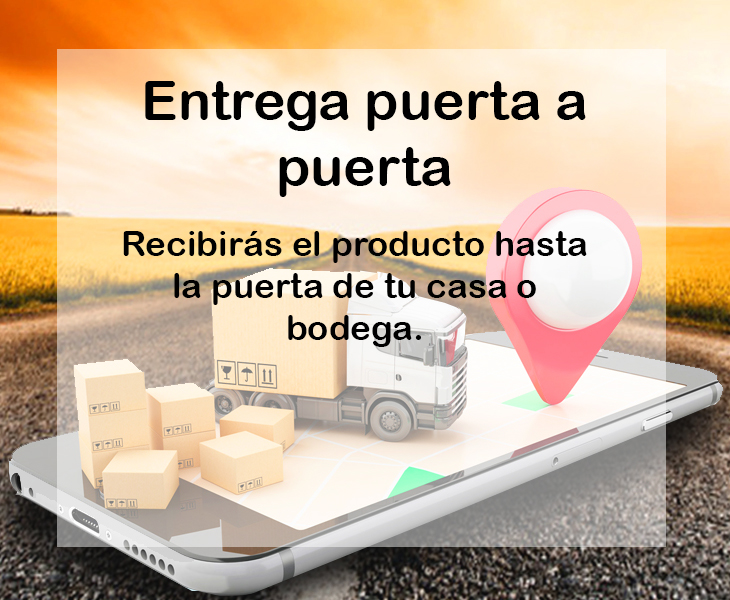 Entrega puerta a
puerta
Recibirás el producto hasta
la puerta de tu casa o
bodega.